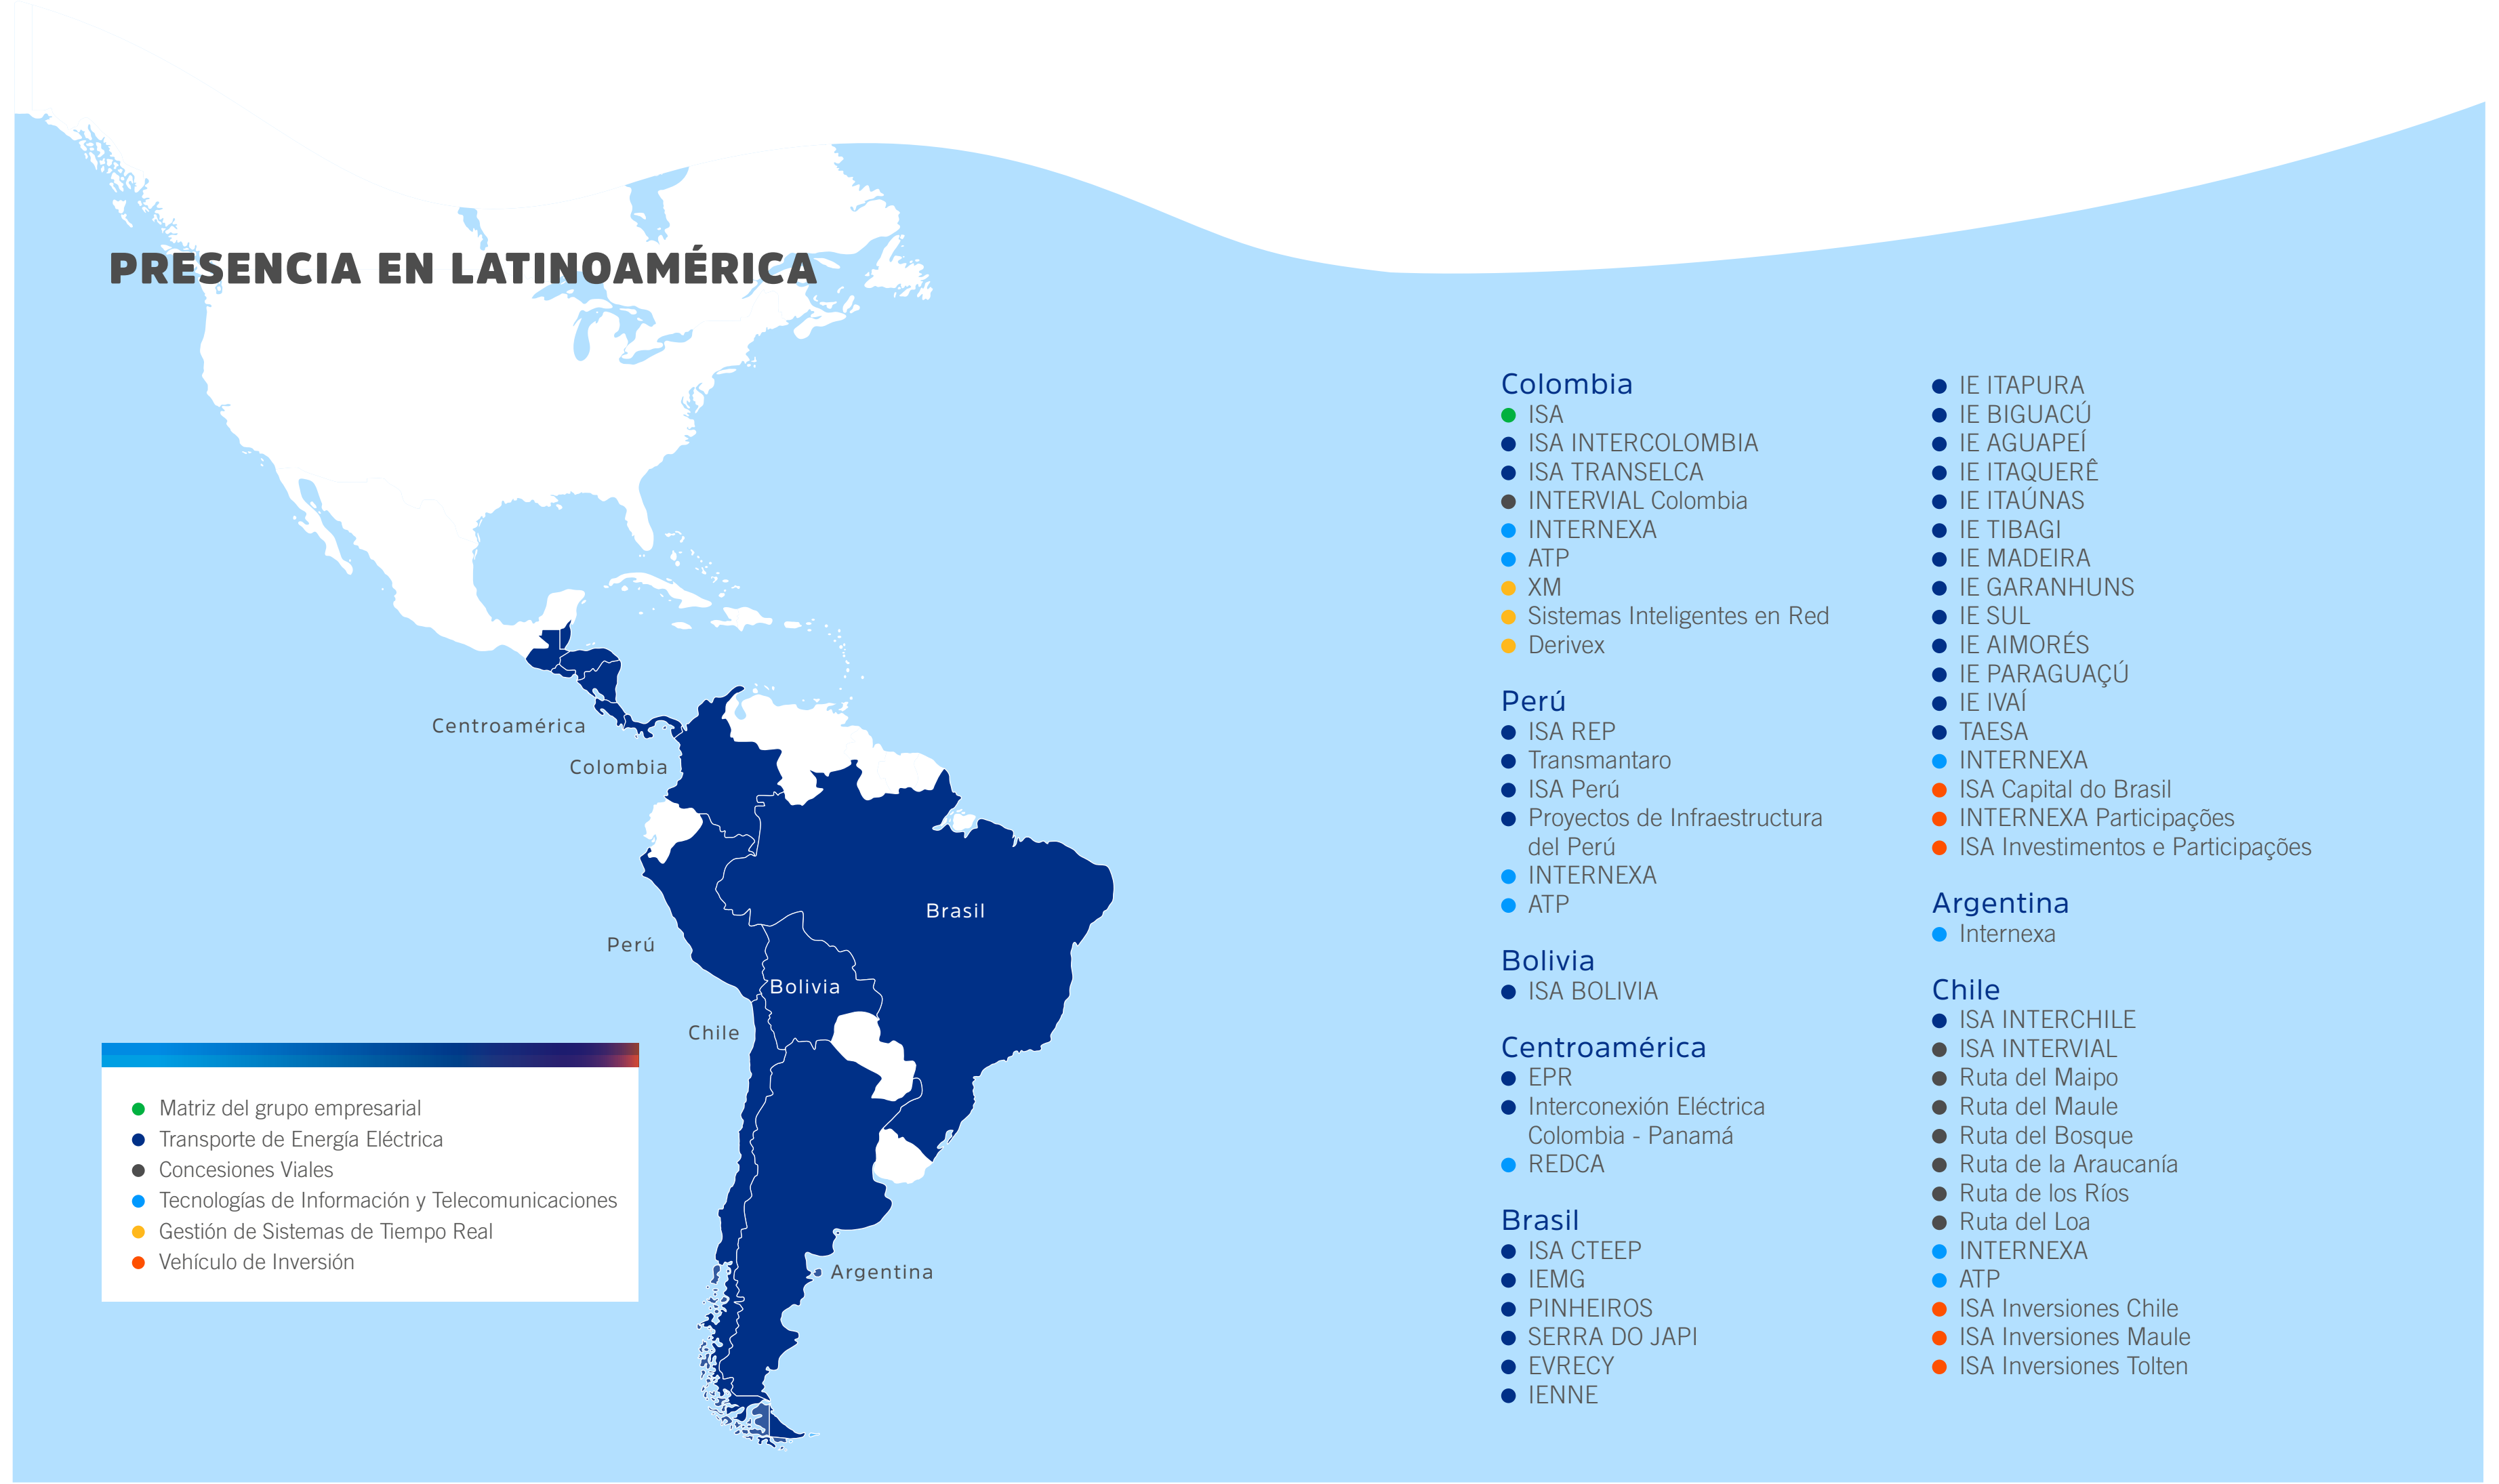 PRESENCIA EN LATINOAMÉRICA
Centroamérica
Colombia
Brasil
Perú
Bolivia
Chile
Argentina
Matriz del grupo empresarial
Transporte de Energía Eléctrica
Concesiones Viales
Tecnologías de Información y Telecomunicaciones
Gestión de Sistemas de Tiempo Real
Vehículo de Inversión
Colombia
ISA
ISA INTERCOLOMBIA
ISA TRANSELCA
INTERVIAL Colombia
INTERNEXA
ATP
XM
Sistemas Inteligentes en Red
Derivex
Perú
ISA REP
Transmantaro
ISA Perú
Proyectos de Infraestructura
del Perú
INTERNEXA
ATP
Bolivia
ISA BOLIVIA
Centroamérica
EPR
Interconexión Eléctrica
Colombia - Panamá
REDCA
Brasil
ISA CTEEP
IEMG
PINHEIROS
SERRA DO JAPI
EVRECY
IENNE
IE ITAPURA
IE BIGUACÚ
IE AGUAPEÍ
IE ITAQUERÊ
IE ITAÚNAS
IE TIBAGI
IE MADEIRA
IE GARANHUNS
IE SUL
IE AIMORÉS
IE PARAGUAÇÚ
IE IVAÍ
TAESA
INTERNEXA
ISA Capital do Brasil
INTERNEXA Participações
ISA Investimentos e Participações
Argentina
Internexa
Chile
ISA INTERCHILE
ISA INTERVIAL
Ruta del Maipo
Ruta del Maule
Ruta del Bosque
Ruta de la Araucanía
Ruta de los Ríos
Ruta del Loa
INTERNEXA
ATP
ISA Inversiones Chile
ISA Inversiones Maule
ISA Inversiones Tolten